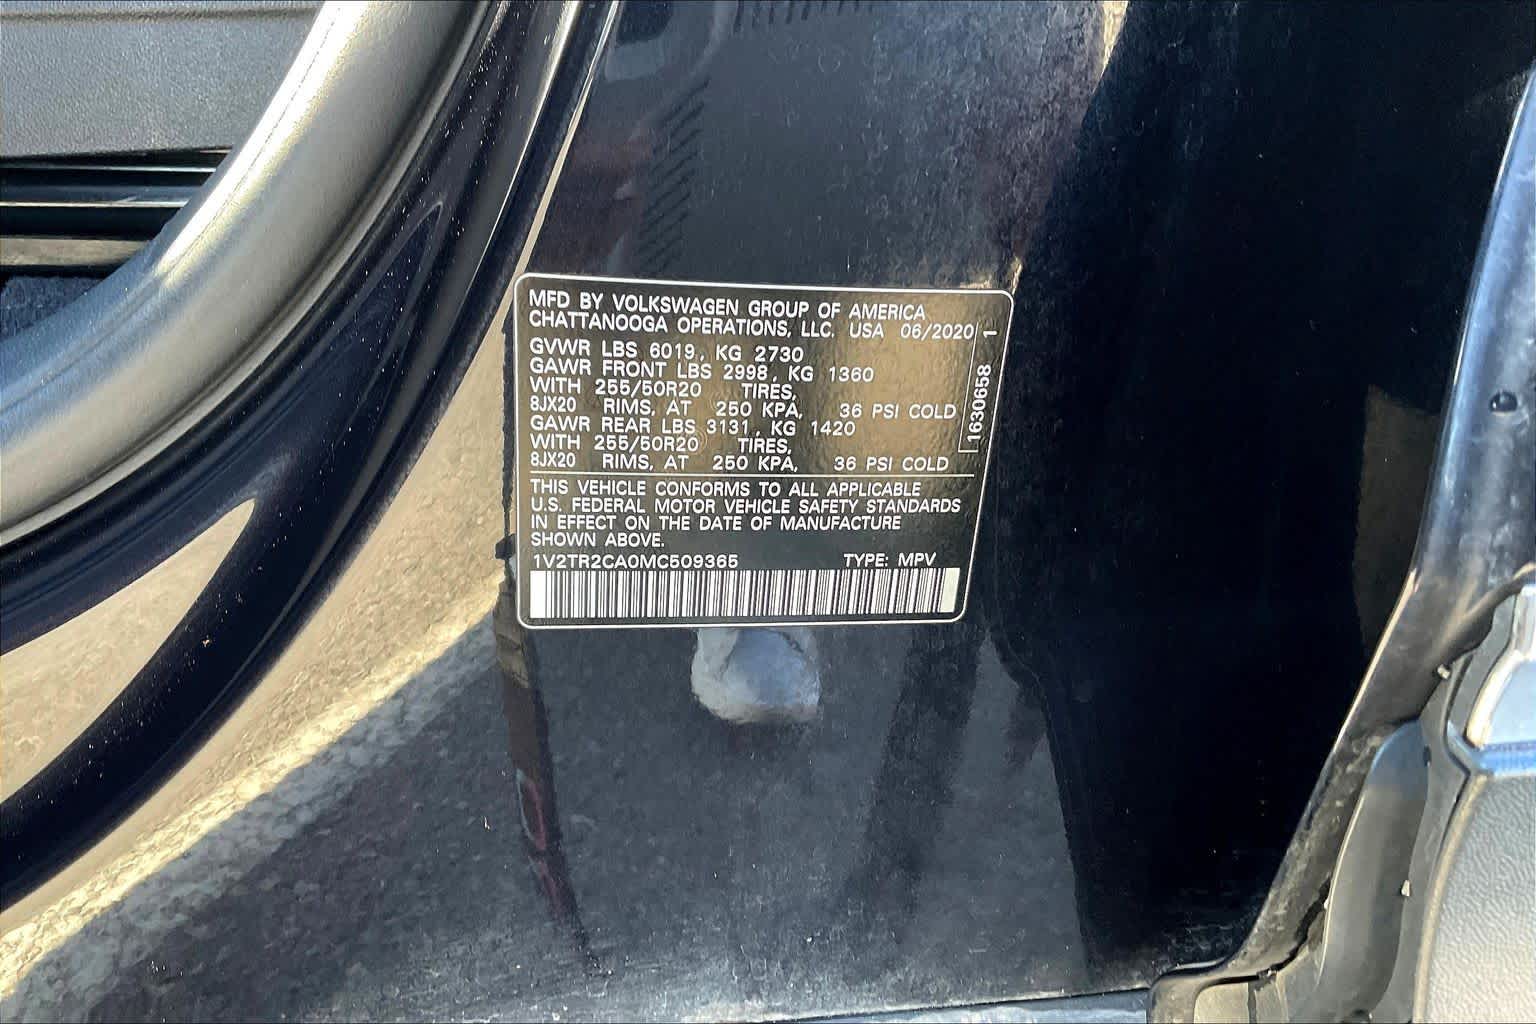 MFD BY VOLKSWAGEN GROUP OF AMERICA
CHATTANOOGA OPERATIONS, LLC. USA 06/2020
GVWR LBS 6019, KG 2730
GAWR FRONT LBS 2998, KG 1360
WITH 255/50R20 TIRES,
8JX20 RIMS, AT 250 KPA, 36 PSI COLD
GAWR REAR LBS 3131, KG 1420
WITH 255/50R20 TIRES,
8JX20 RIMS, AT 250 KPA, 36 PSI COLD
THIS VEHICLE CONFORMS TO ALL APPLICABLE
U.S. FEDERAL MOTOR VEHICLE SAFETY STANDARDS
IN EFFECT ON THE DATE OF MANUFACTURE
SHOWN ABOVE.
1V2TR2CA0MC509365 TYPE: MPV
1630658 1